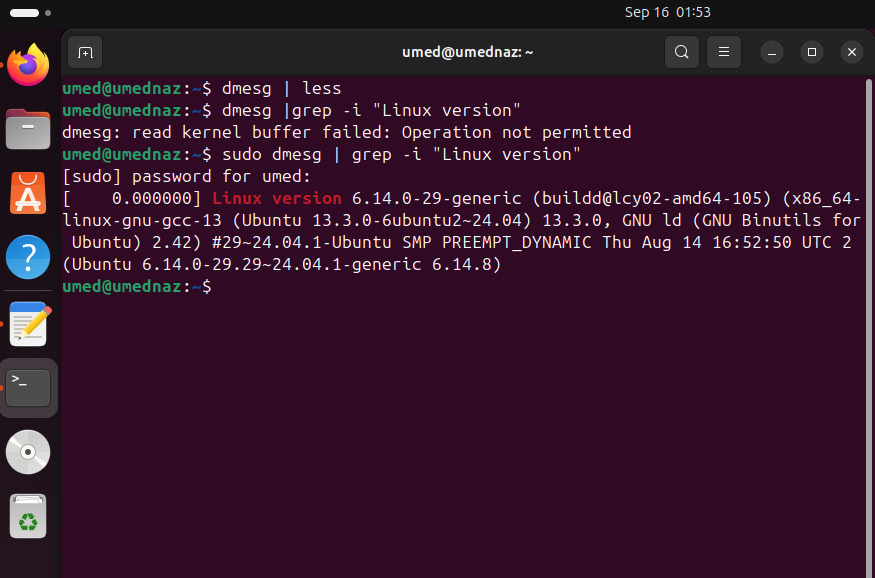 Sep 16 01:53
umed@umednaz: ~
umed@umednaz:~$ dmesg | less
umed@umednaz:~$ dmesg |grep -i "Linux version"
dmesg: read kernel buffer failed: Operation not permitted
umed@umednaz:~$ sudo dmesg | grep -i "Linux version"
[sudo] password for umed:
[    0.000000] Linux version 6.14.0-29-generic (buildd@lcy02-amd64-105) (x86_64-
linux-gnu-gcc-13 (Ubuntu 13.3.0-6ubuntu2~24.04) 13.3.0, GNU ld (GNU Binutils for
 Ubuntu) 2.42) #29~24.04.1-Ubuntu SMP PREEMPT_DYNAMIC Thu Aug 14 16:52:50 UTC 2
(Ubuntu 6.14.0-29.29~24.04.1-generic 6.14.8)
umed@umednaz:~$